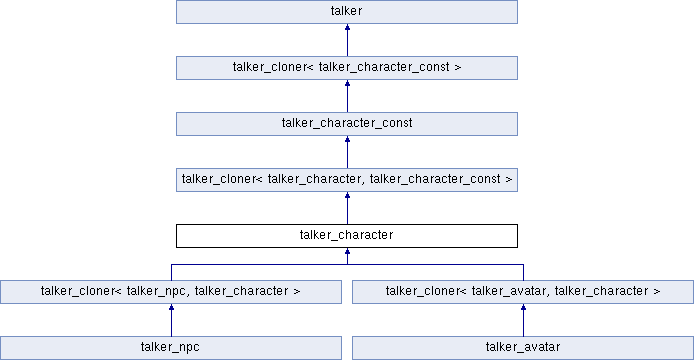 talker
talker_cloner< talker_character_const >
talker_character_const
talker_cloner< talker_character, talker_character_const >
talker_character
talker_cloner< talker_npc, talker_character >
talker_cloner< talker_avatar, talker_character >
talker_npc
talker_avatar